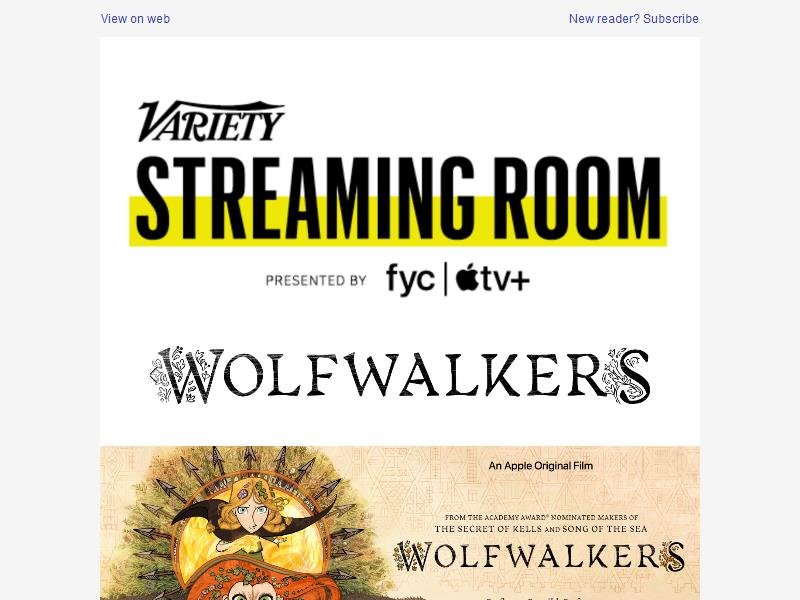 View on web
New reader? Subscribe
VARIETY
STREAMING ROOM
PRESENTED BY fyc | tv+
WOLFWALKERS
An Apple Original Film
FROM THE ACADEMY AWARD® NOMINATED MAKERS OF
THE SECRET OF KELLS AND SONG OF THE SEA
WOLFWALKERS